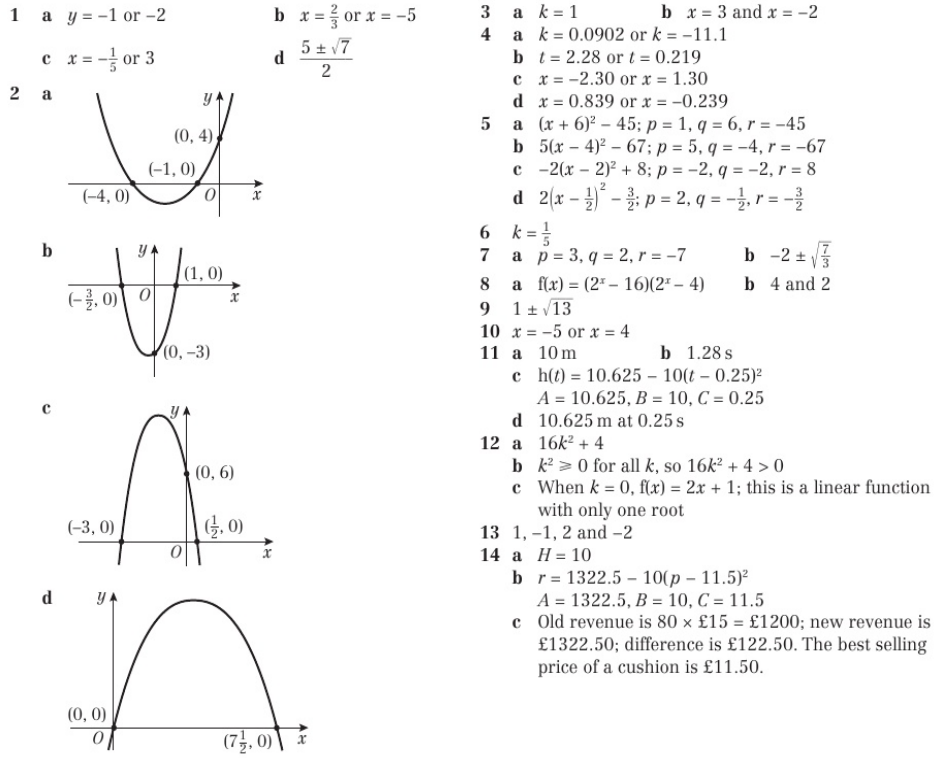 1 a y = −1 or −2 b x = 2/3 or x = −5
c x = −1/5 or 3 d (5 ± √7)/2
2 a
y
(0, 4)
(−1, 0)
(−4, 0) O x
b
y
(1, 0)
(−3/2, 0) O x
(0, −3)
c
y
(0, 6)
(−3, 0) (1/2, 0)
O x
d
y
(0, 0)
O (7 1/2, 0) x
3 a k = 1 b x = 3 and x = −2
4 a k = 0.0902 or k = −11.1
b t = 2.28 or t = 0.219
c x = −2.30 or x = 1.30
d x = 0.839 or x = −0.239
5 a (x + 6)² − 45; p = 1, q = 6, r = −45
b 5(x − 4)² − 67; p = 5, q = −4, r = −67
c −2(x − 2)² + 8; p = −2, q = −2, r = 8
d 2(x − 1/2)² − 3/2; p = 2, q = −1/2, r = −3/2
6 k = 1/5
7 a p = 3, q = 2, r = −7 b −2 ± √(7/3)
8 a f(x) = (2ˣ − 16)(2ˣ − 4) b 4 and 2
9 1 ± √13
10 x = −5 or x = 4
11 a 10 m b 1.28 s
c h(t) = 10.625 − 10(t − 0.25)²
A = 10.625, B = 10, C = 0.25
d 10.625 m at 0.25 s
12 a 16k² + 4
b k² ⩾ 0 for all k, so 16k² + 4 > 0
c When k = 0, f(x) = 2x + 1; this is a linear function
with only one root
13 1, −1, 2 and −2
14 a H = 10
b r = 1322.5 − 10(p − 11.5)²
A = 1322.5, B = 10, C = 11.5
c Old revenue is 80 × £15 = £1200; new revenue is
£1322.50; difference is £122.50. The best selling
price of a cushion is £11.50.